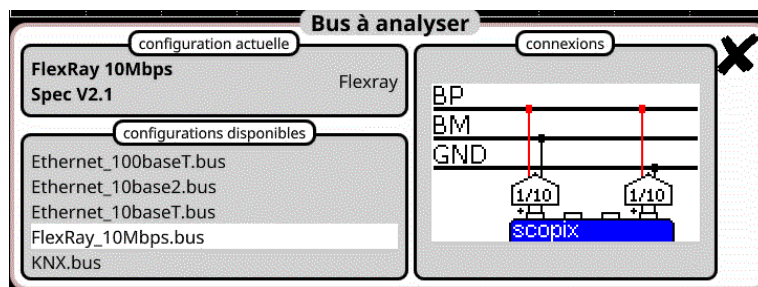 Bus à analyser
configuration actuelle
FlexRay 10Mbps
Spec V2.1
Flexray
configurations disponibles
Ethernet_100baseT.bus
Ethernet_10base2.bus
Ethernet_10baseT.bus
FlexRay_10Mbps.bus
KNX.bus
connexions
BP
BM
GND
1/10
1/10
+
+
scopix